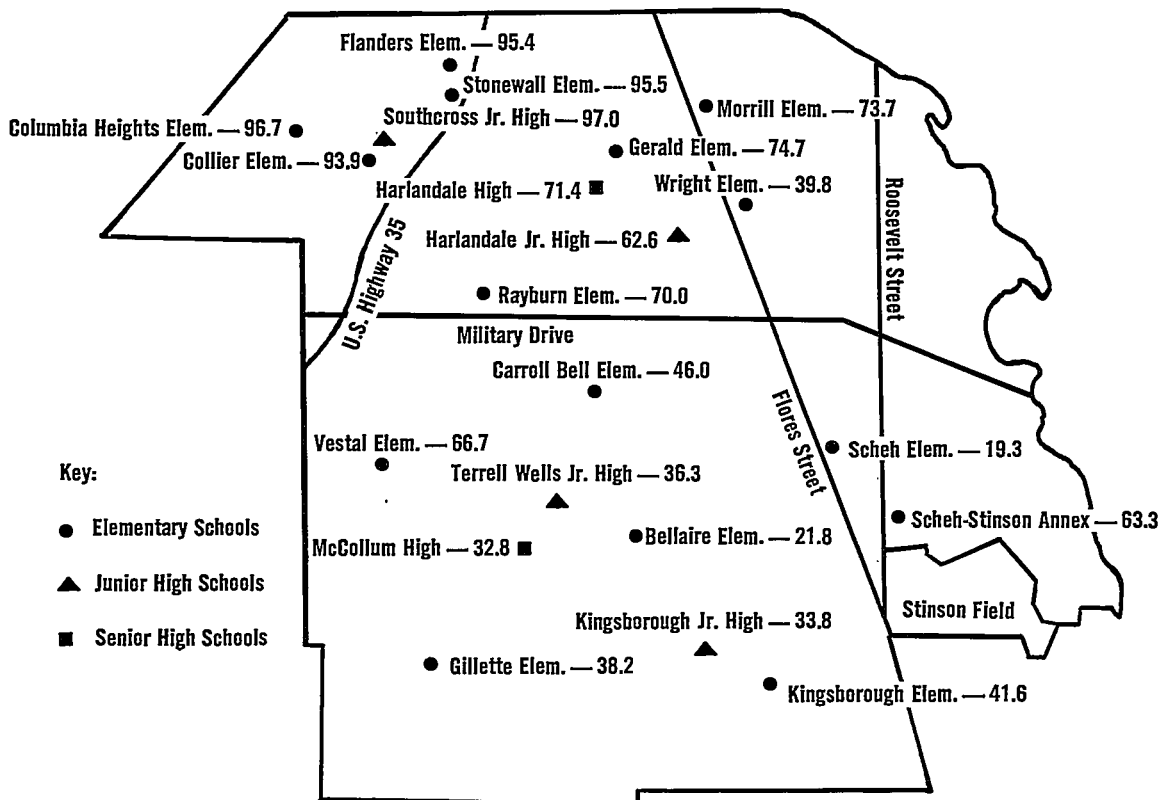 Flanders Elem. — 95.4
Stonewall Elem. — 95.5
Southcross Jr. High — 97.0
Morrill Elem. — 73.7
Columbia Heights Elem. — 96.7
Collier Elem. — 93.9
Gerald Elem. — 74.7
Harlandale High — 71.4
Wright Elem. — 39.8
Roosevelt Street
Harlandale Jr. High — 62.6
U.S. Highway 35
Rayburn Elem. — 70.0
Military Drive
Carroll Bell Elem. — 46.0
Flores Street
Vestal Elem. — 66.7
Scheh Elem. — 19.3
Terrell Wells Jr. High — 36.3
Scheh-Stinson Annex — 63.3
McCollum High — 32.8
Bellaire Elem. — 21.8
Stinson Field
Kingsborough Jr. High — 33.8
Gillette Elem. — 38.2
Kingsborough Elem. — 41.6
Key:
Elementary Schools
Junior High Schools
Senior High Schools